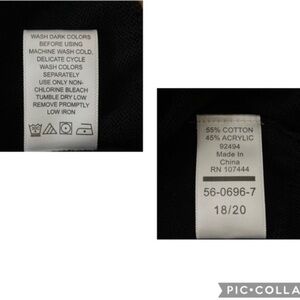 WASH DARK COLORS
BEFORE USING
MACHINE WASH COLD,
DELICATE CYCLE
WASH COLORS
SEPARATELY
USE ONLY NON-
CHLORINE BLEACH
TUMBLE DRY LOW
REMOVE PROMPTLY
LOW IRON
55% COTTON
45% ACRYLIC
92494
Made In
China
RN 107444
56-0696-7
18/20
PIC•COLLA